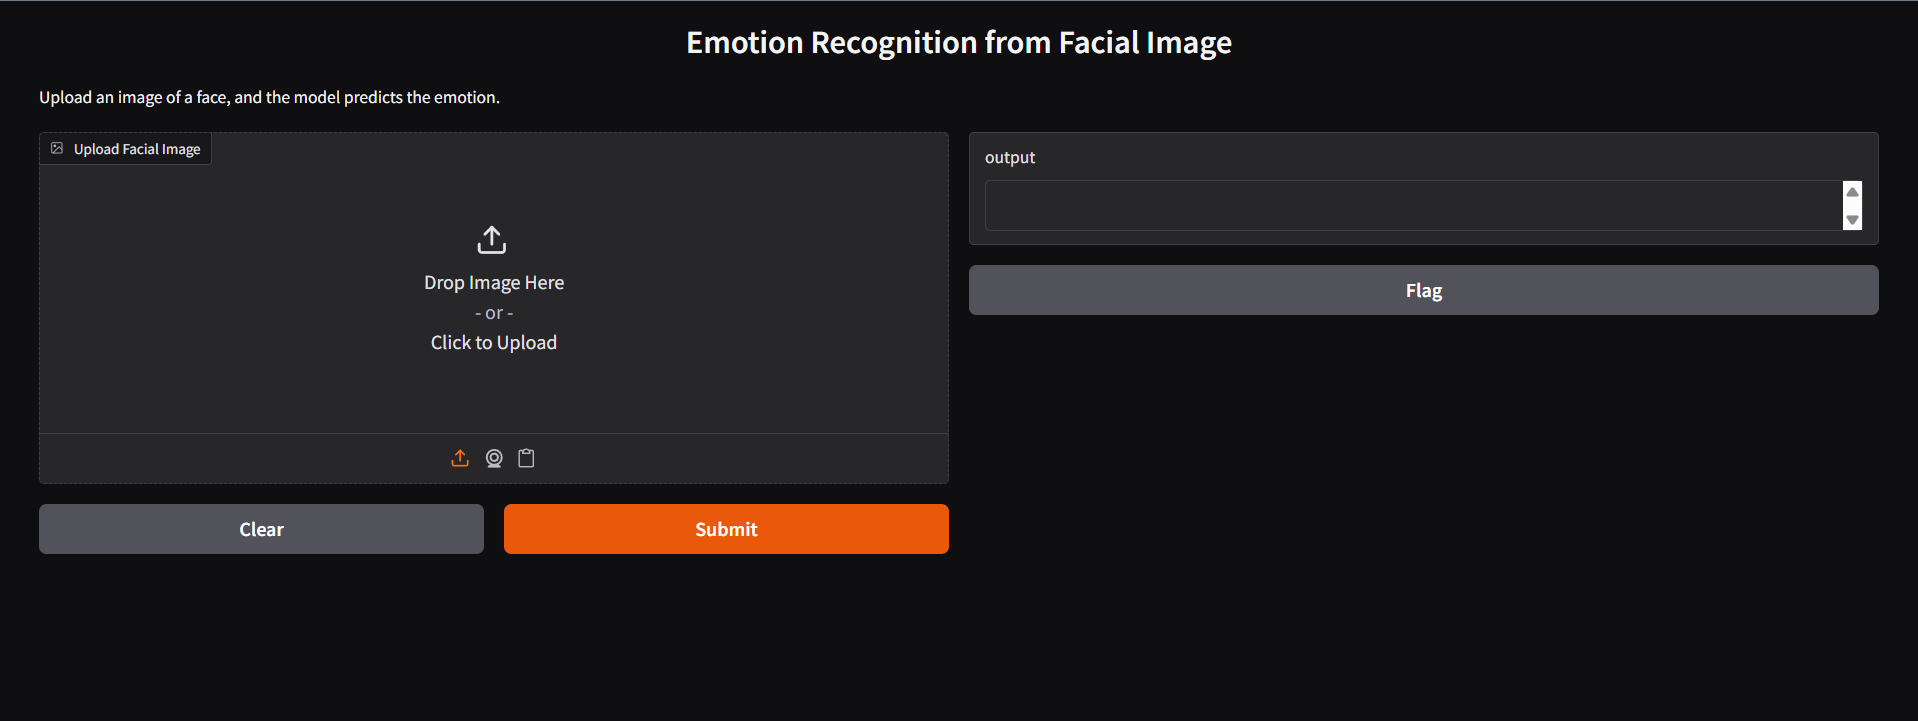 Emotion Recognition from Facial Image
Upload an image of a face, and the model predicts the emotion.
Upload Facial Image
Drop Image Here
- or -
Click to Upload
Clear
Submit
output
Flag